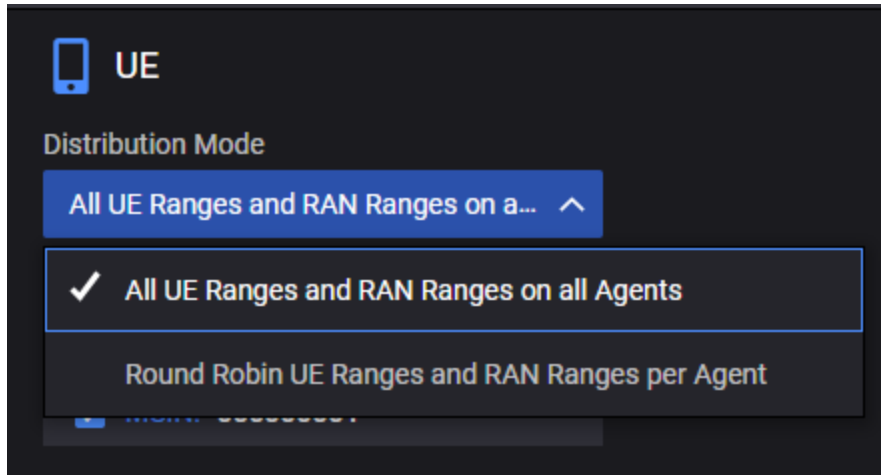 UE
Distribution Mode
All UE Ranges and RAN Ranges on a...
All UE Ranges and RAN Ranges on all Agents
Round Robin UE Ranges and RAN Ranges per Agent